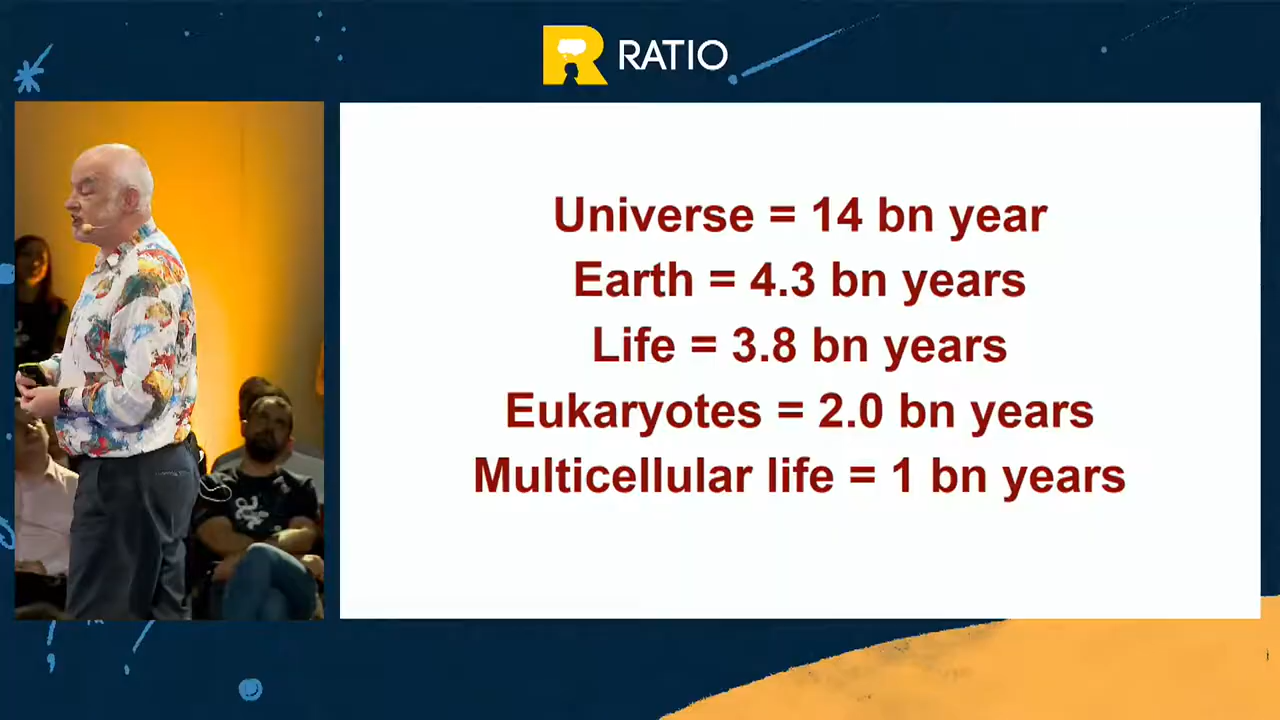 RATIO
Universe = 14 bn year
Earth = 4.3 bn years
Life = 3.8 bn years
Eukaryotes = 2.0 bn years
Multicellular life = 1 bn years